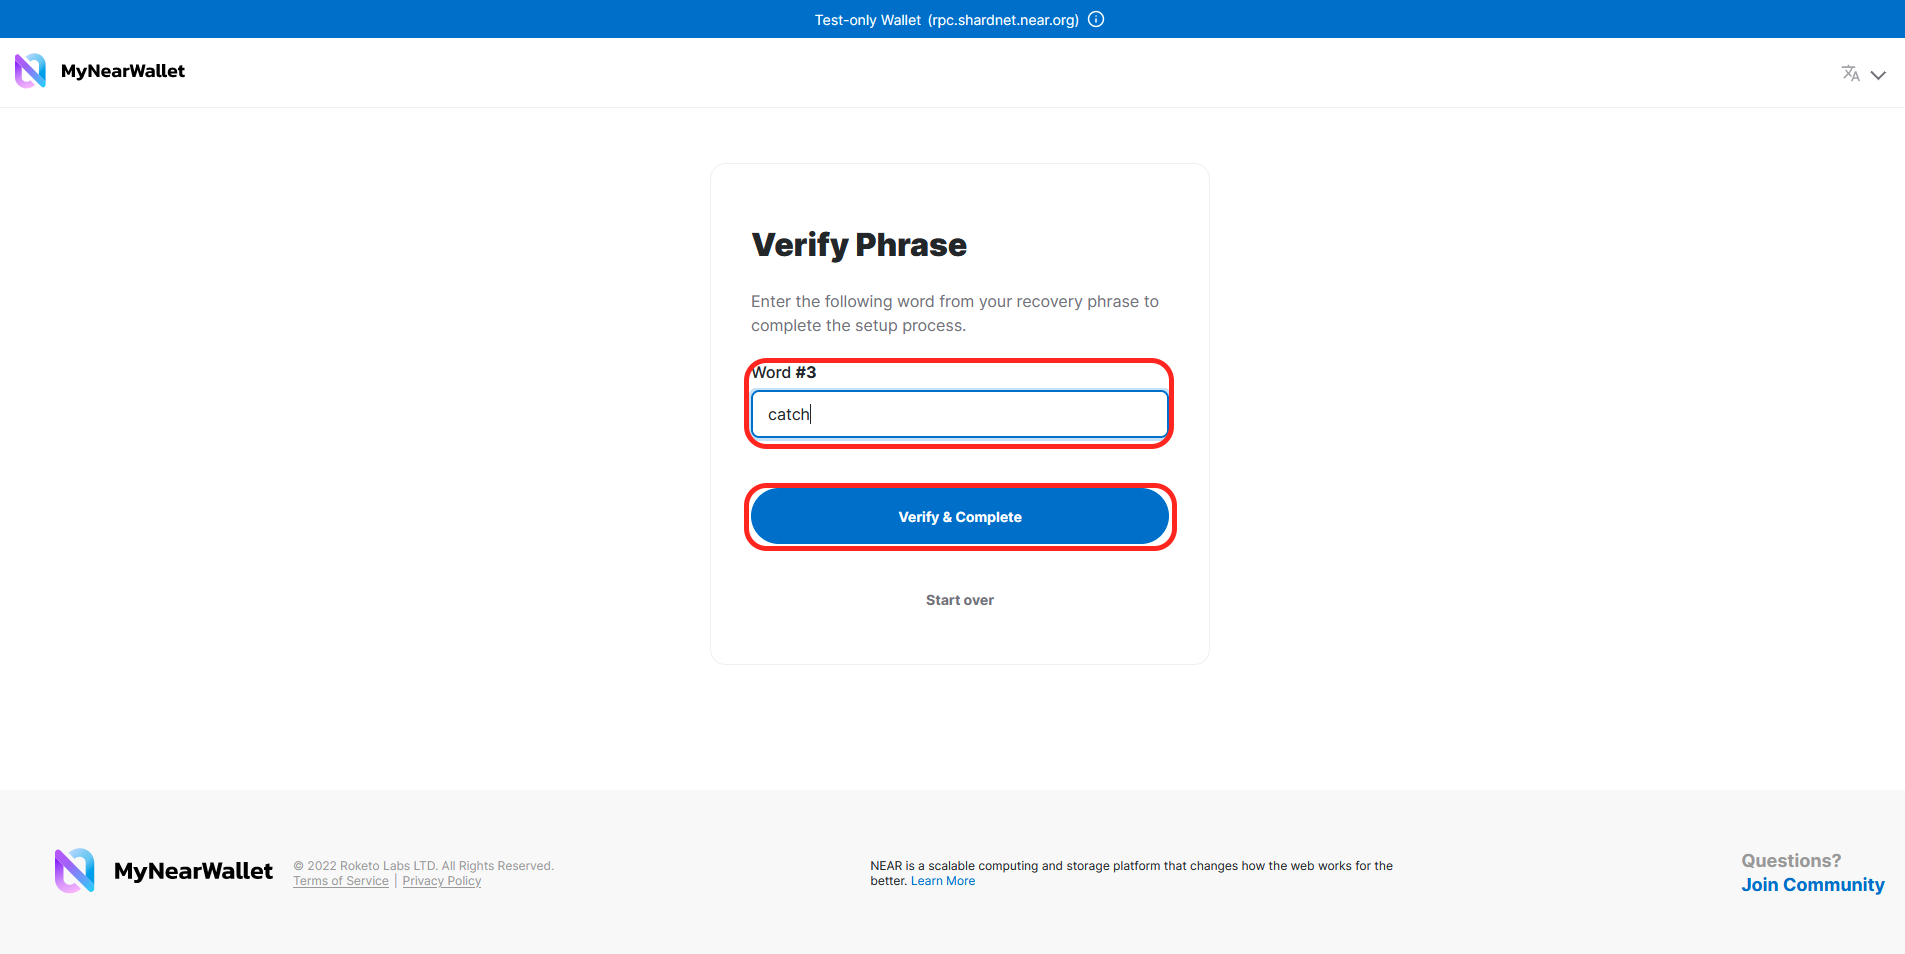 Test-only Wallet (rpc.shardnet.near.org)
MyNearWallet
Verify Phrase
Enter the following word from your recovery phrase to
complete the setup process.
Word #3
catch
Verify & Complete
Start over
MyNearWallet
© 2022 Roketo Labs LTD. All Rights Reserved.
Terms of Service | Privacy Policy
NEAR is a scalable computing and storage platform that changes how the web works for the
better. Learn More
Questions?
Join Community